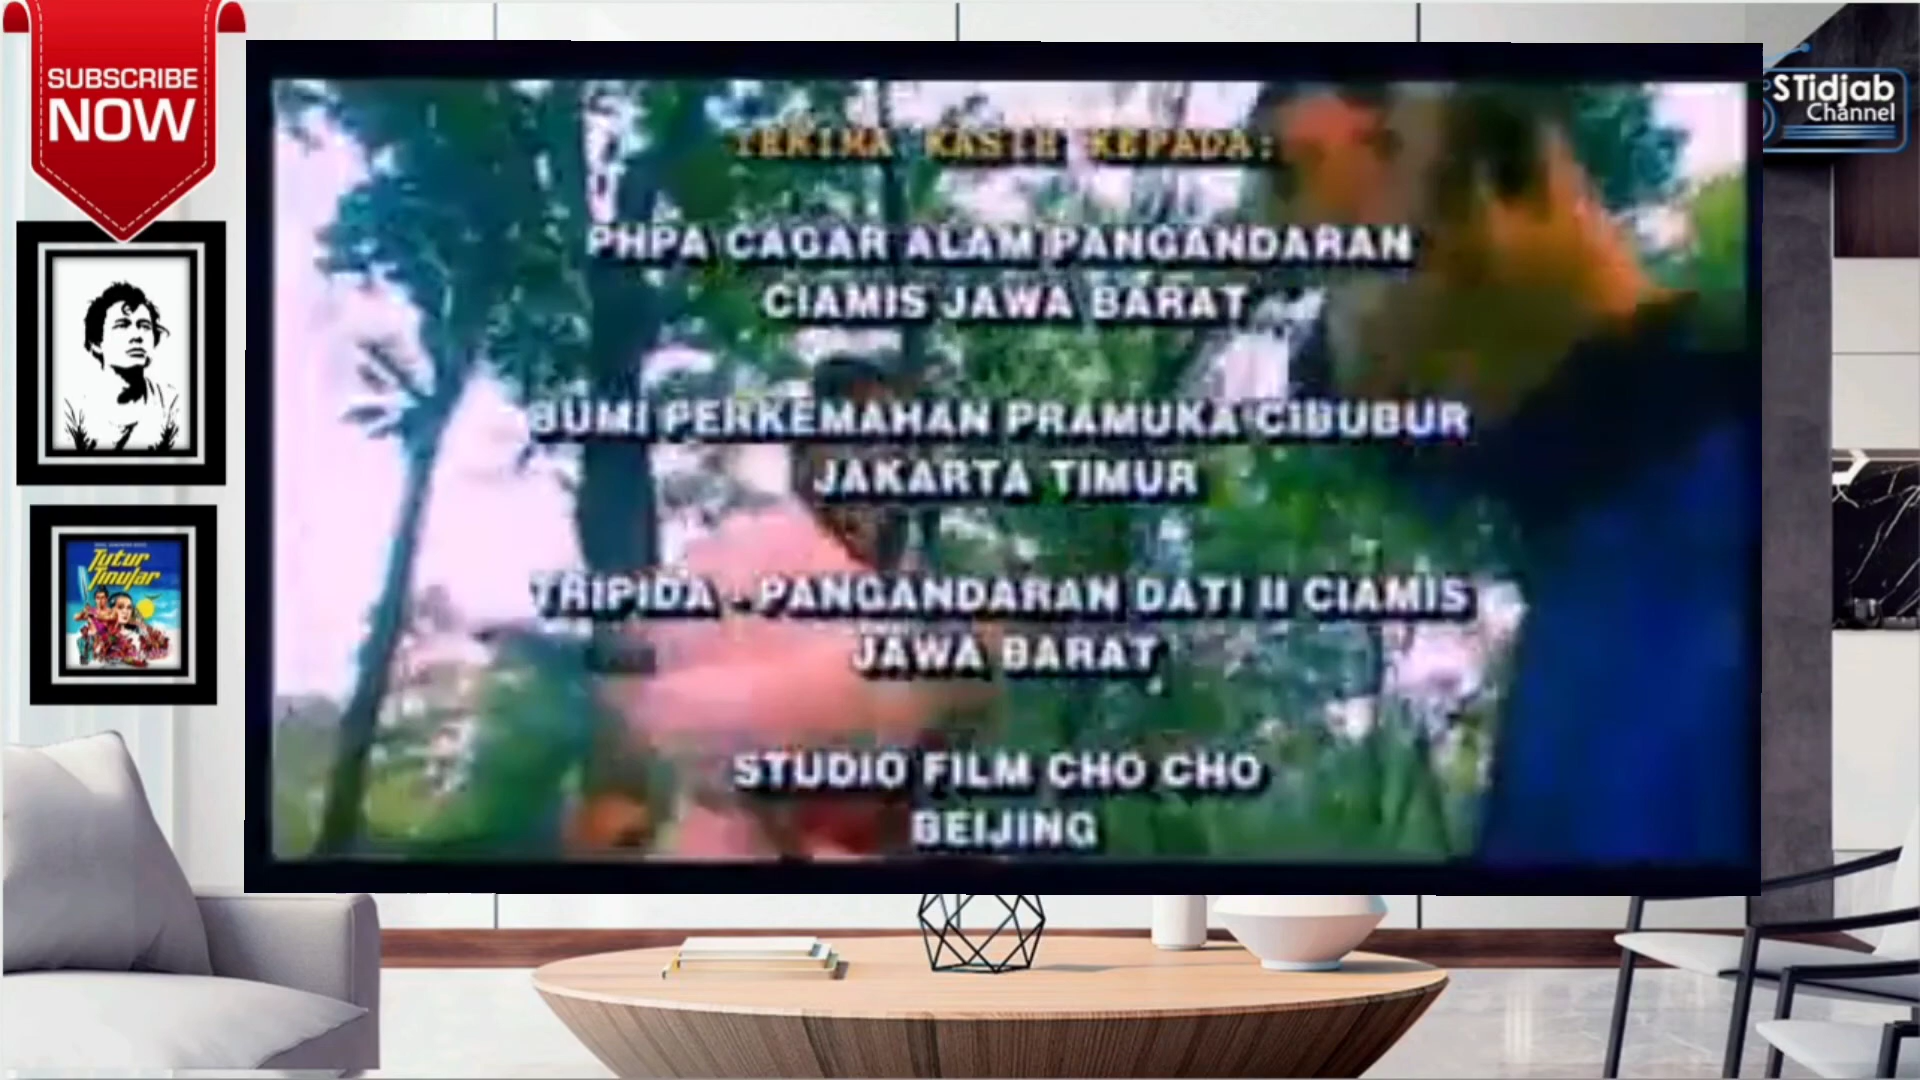 SUBSCRIBE
NOW
STidjab
Channel
TERIMA KASIH KEPADA:
PHPA CAGAR ALAM PANGANDARAN
CIAMIS JAWA BARAT
BUMI PERKEMAHAN PRAMUKA CIBUBUR
JAKARTA TIMUR
TRIPIDA - PANGANDARAN DATI II CIAMIS
JAWA BARAT
STUDIO FILM CHO CHO
BEIJING
Tutur
Tinular